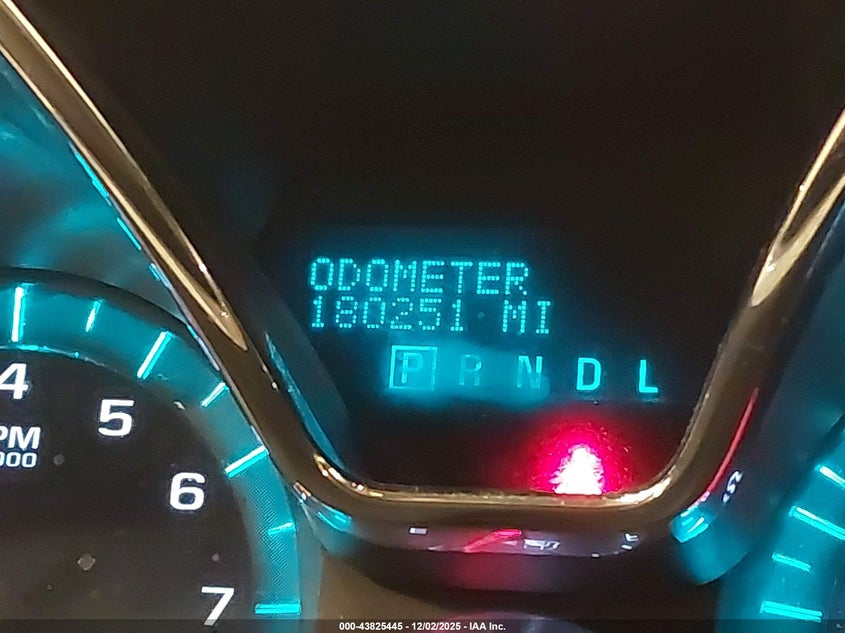 ODOMETER
180251 MI
P R N D L
4
5
PM
000
6
7
000-43825445 - 12/02/2025 - IAA Inc.